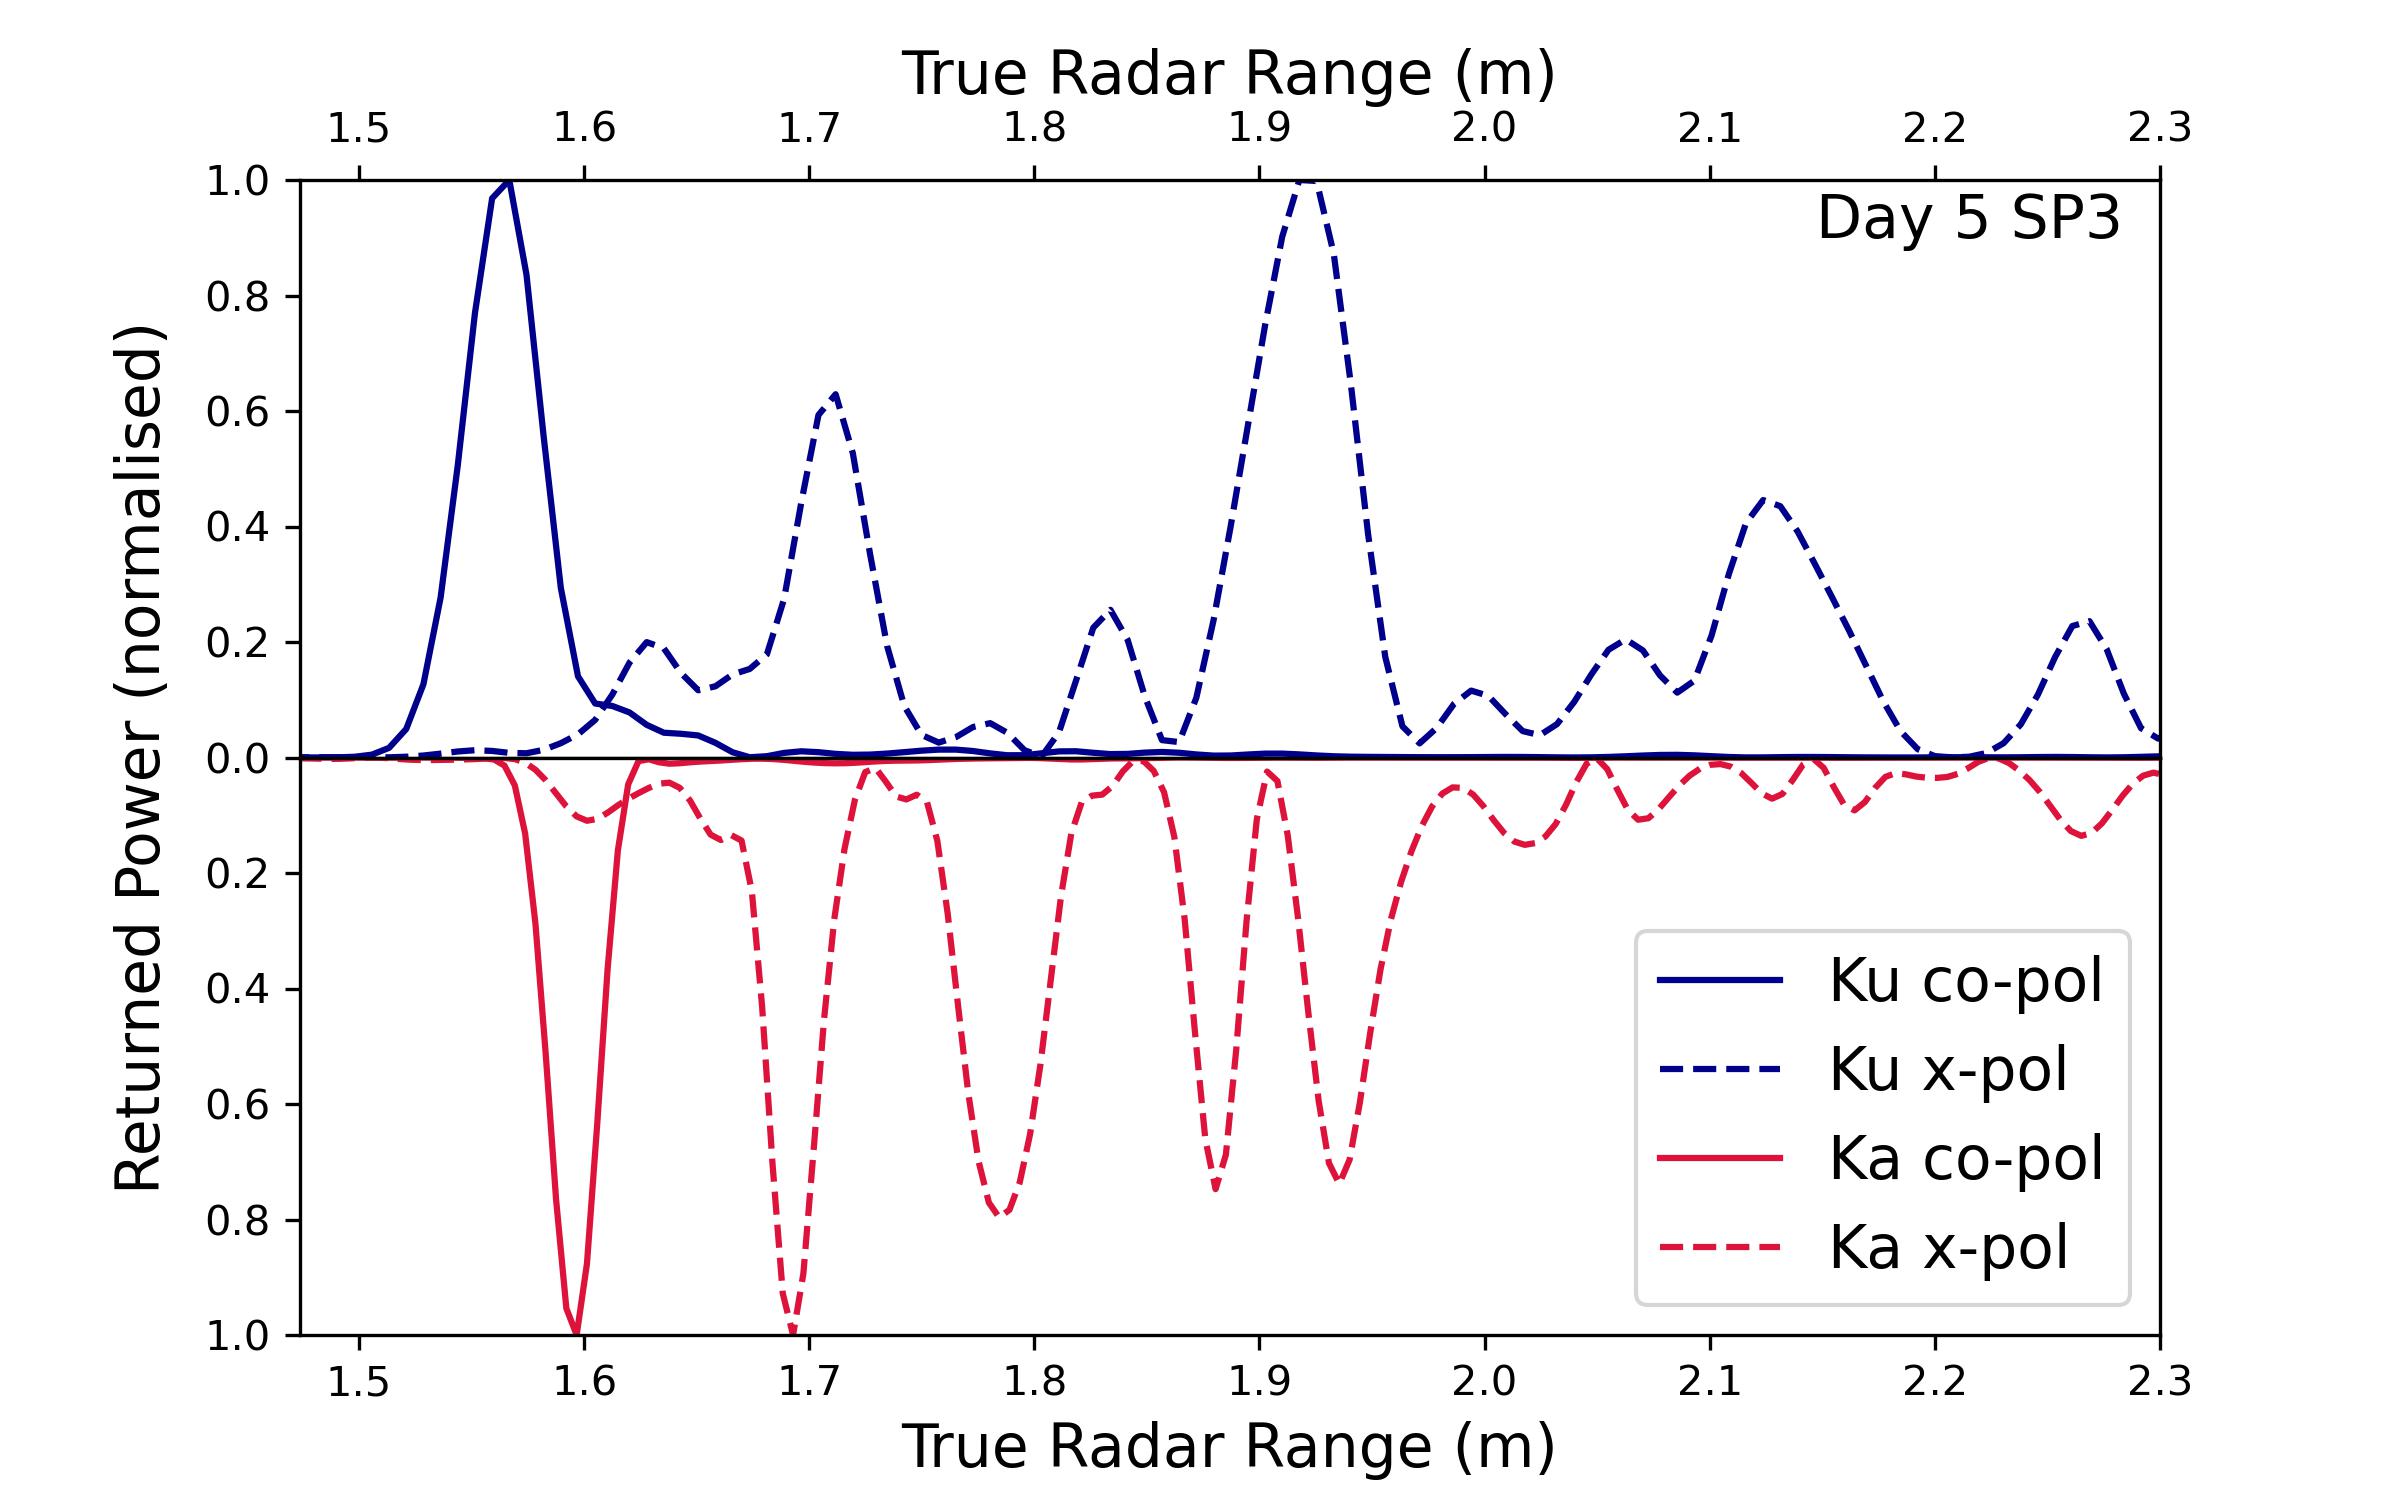 True Radar Range (m)
1.5 1.6 1.7 1.8 1.9 2.0 2.1 2.2 2.3
Day 5 SP3
Returned Power (normalised)
1.0
0.8
0.6
0.4
0.2
0.0
0.2
0.4
0.6
0.8
1.0
Ku co-pol
Ku x-pol
Ka co-pol
Ka x-pol
1.5 1.6 1.7 1.8 1.9 2.0 2.1 2.2 2.3
True Radar Range (m)